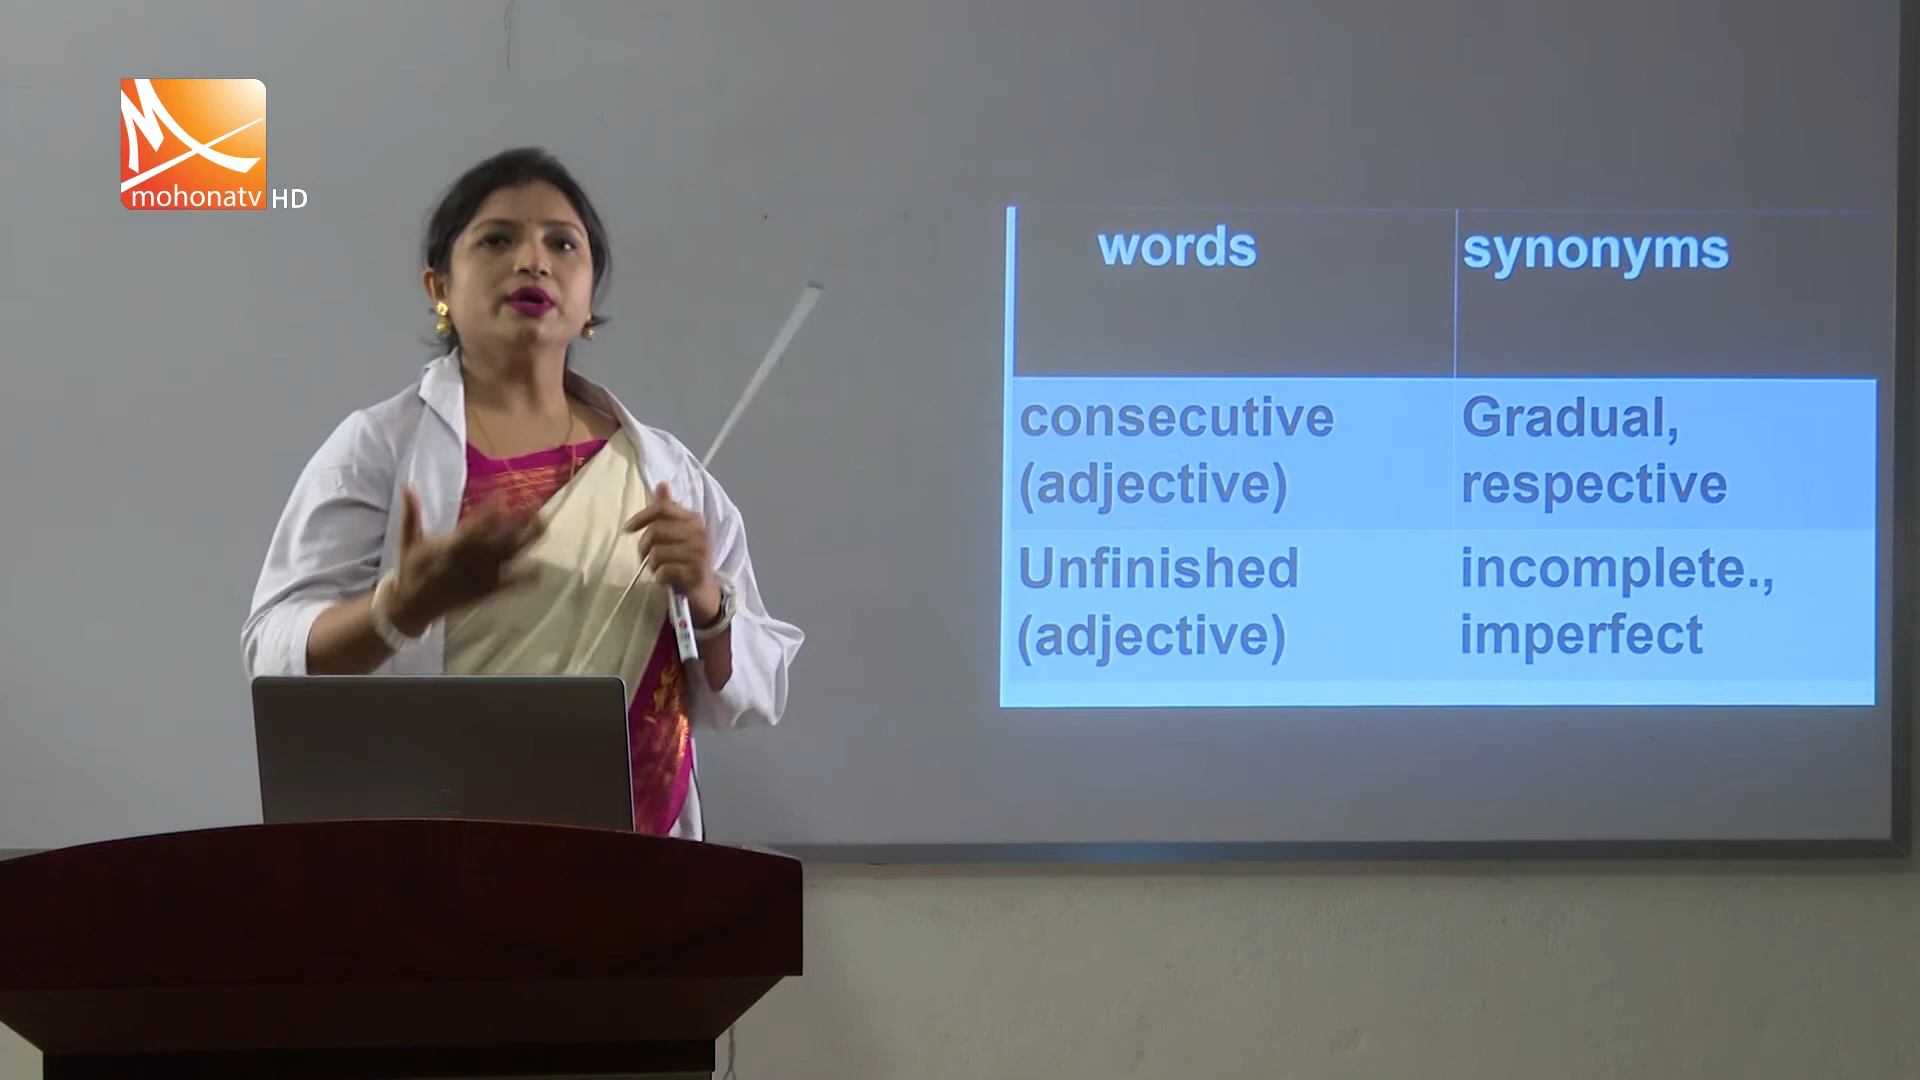 mohonatv HD
words synonyms
consecutive Gradual,
(adjective) respective
Unfinished incomplete.,
(adjective) imperfect